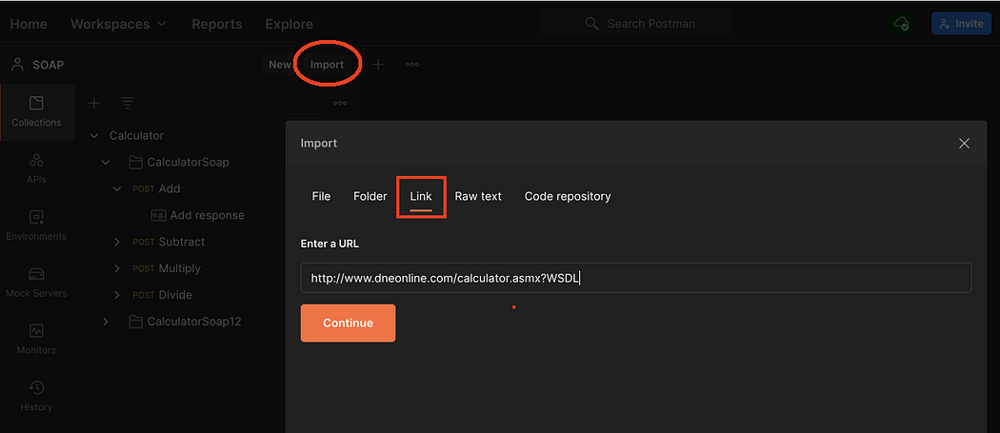 Home Workspaces Reports Explore Search Postman Invite
SOAP New Import
Collections
APIs
Environments
Mock Servers
Monitors
History
Calculator
CalculatorSoap
POST Add
e.g. Add response
POST Subtract
POST Multiply
POST Divide
CalculatorSoap12
Import
File Folder Link Raw text Code repository
Enter a URL
http://www.dneonline.com/calculator.asmx?WSDL
Continue